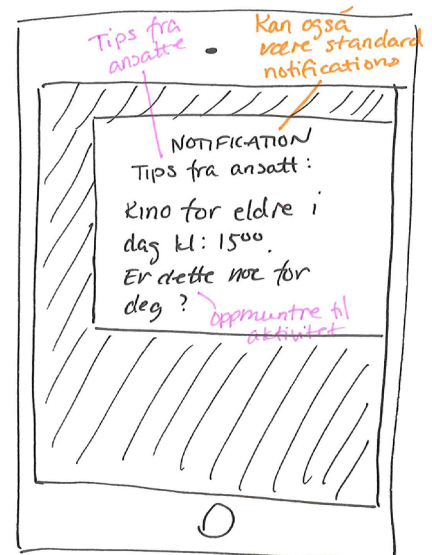 Tips fra
ansatte
Kan også
være standard
notifications
NOTIFICATION
Tips fra ansatt:
Kino for eldre i
dag kl: 15⁰⁰.
Er dette noe for
deg ?
oppmuntre til
aktivitet